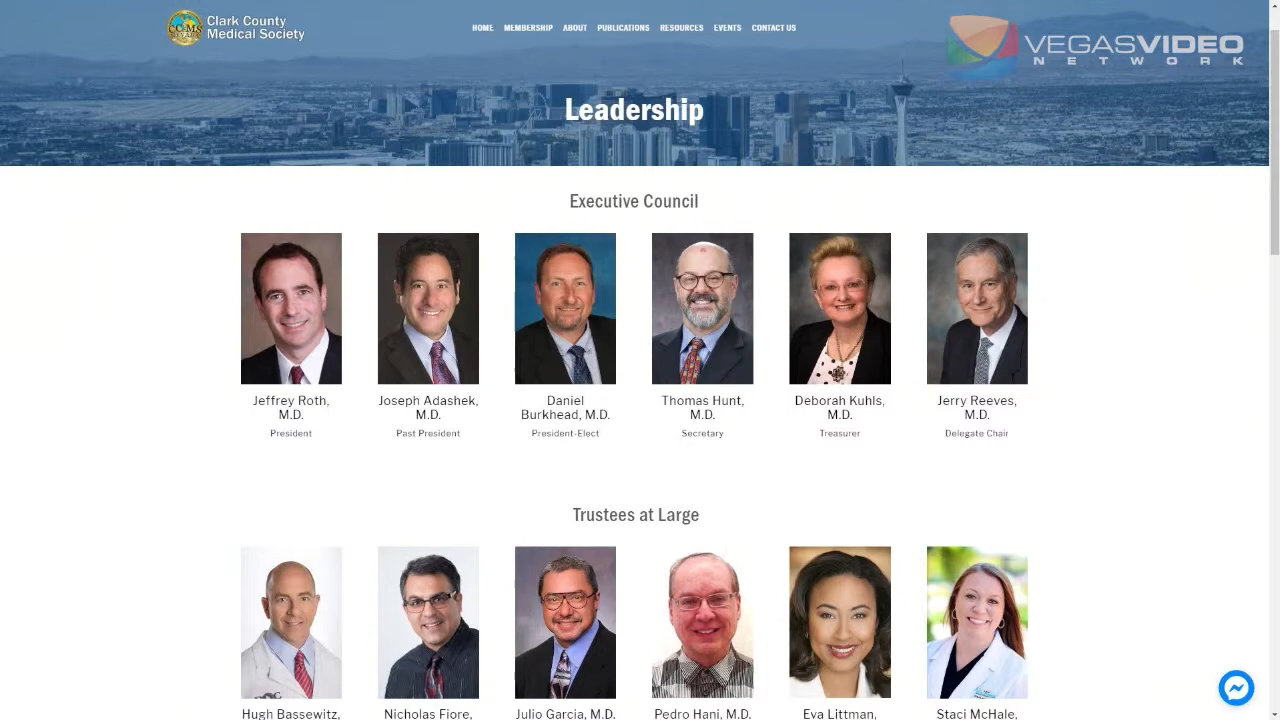 Clark County
Medical Society
HOME MEMBERSHIP ABOUT PUBLICATIONS RESOURCES EVENTS CONTACT US
VEGASVIDEO
NETWORK
Leadership
Executive Council
Jeffrey Roth,
M.D.
President
Joseph Adashek,
M.D.
Past President
Daniel
Burkhead, M.D.
President-Elect
Thomas Hunt,
M.D.
Secretary
Deborah Kuhls,
M.D.
Treasurer
Jerry Reeves,
M.D.
Delegate Chair
Trustees at Large
Hugh Bassewitz,
Nicholas Fiore,
Julio Garcia, M.D.
Pedro Hani, M.D.
Eva Littman,
Staci McHale,